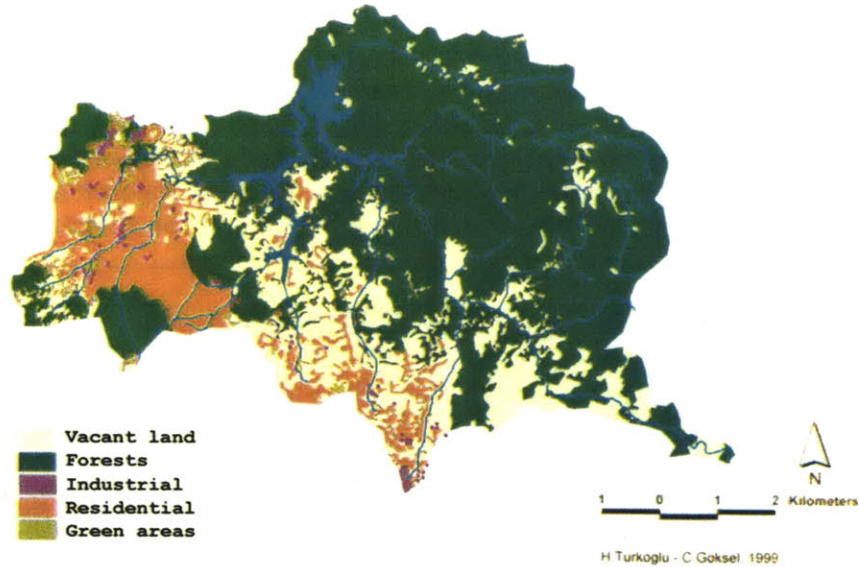 Vacant land
Forests
Industrial
Residential
Green areas
N
1 0 1 2 Kilometers
H.Turkoglu - C.Goksel, 1999